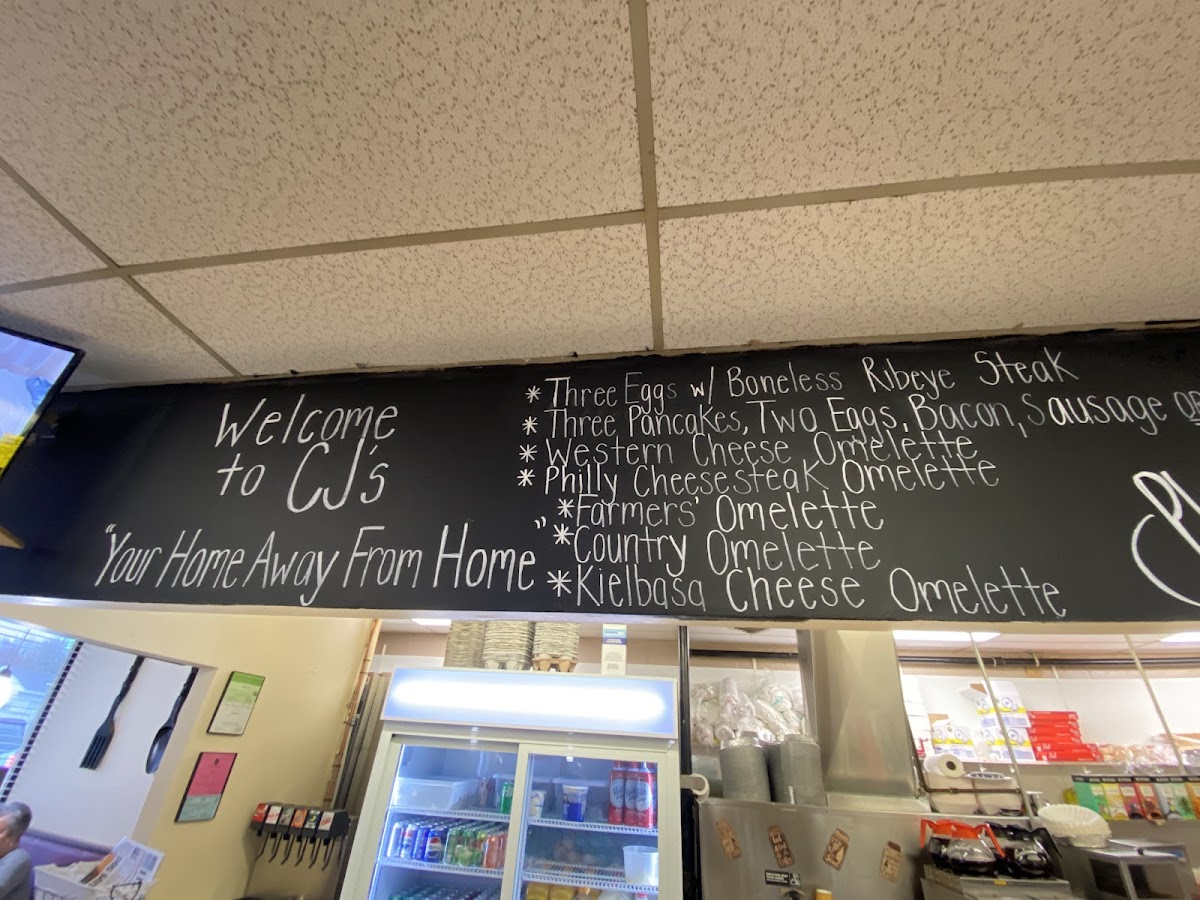 Welcome
to CJ's
"Your Home Away From Home"
* Three Eggs w/ Boneless Ribeye Steak
* Three Pancakes, Two Eggs, Bacon, Sausage
* Western Cheese Omelette
* Philly Cheesesteak Omelette
* Farmers' Omelette
* Country Omelette
* Kielbasa Cheese Omelette